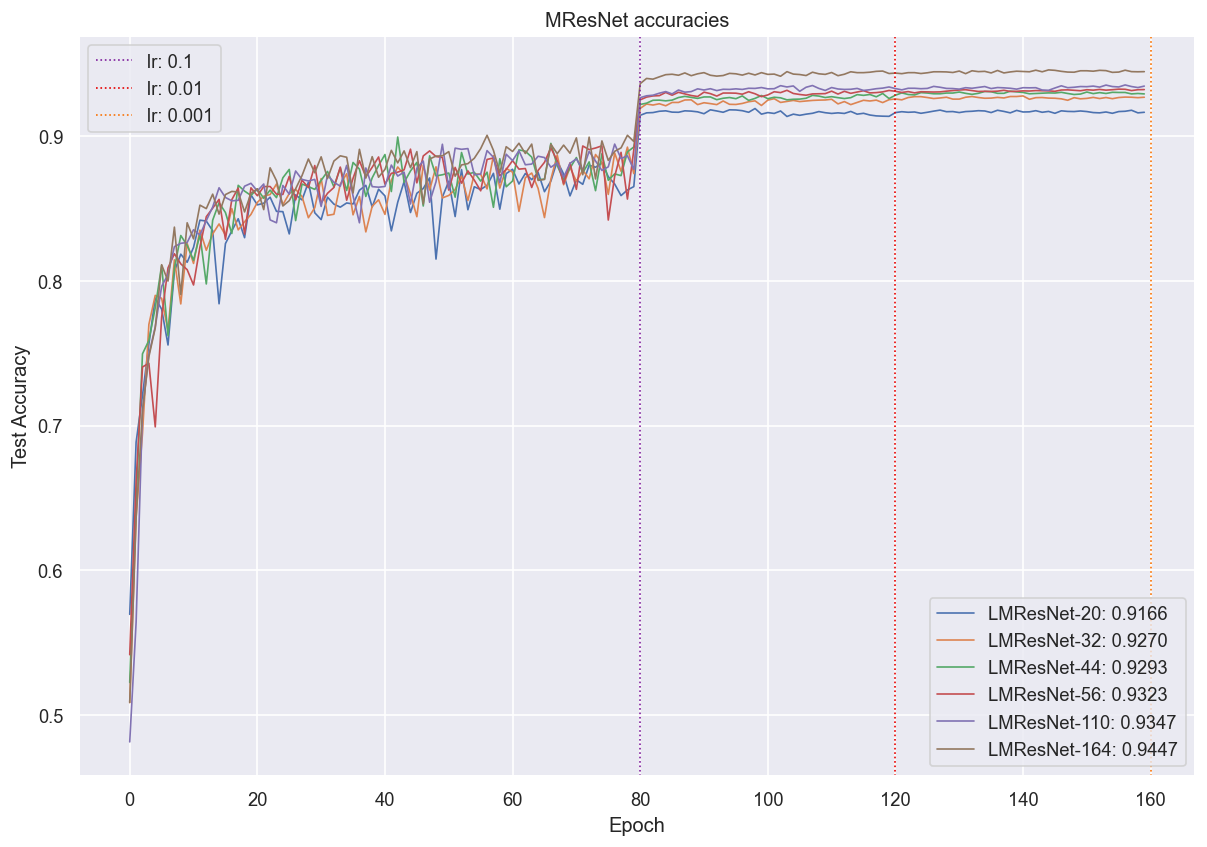 MResNet accuracies
lr: 0.1
lr: 0.01
lr: 0.001
0.9
0.8
0.7
0.6
0.5
Test Accuracy
LMResNet-20: 0.9166
LMResNet-32: 0.9270
LMResNet-44: 0.9293
LMResNet-56: 0.9323
LMResNet-110: 0.9347
LMResNet-164: 0.9447
0 20 40 60 80 100 120 140 160
Epoch